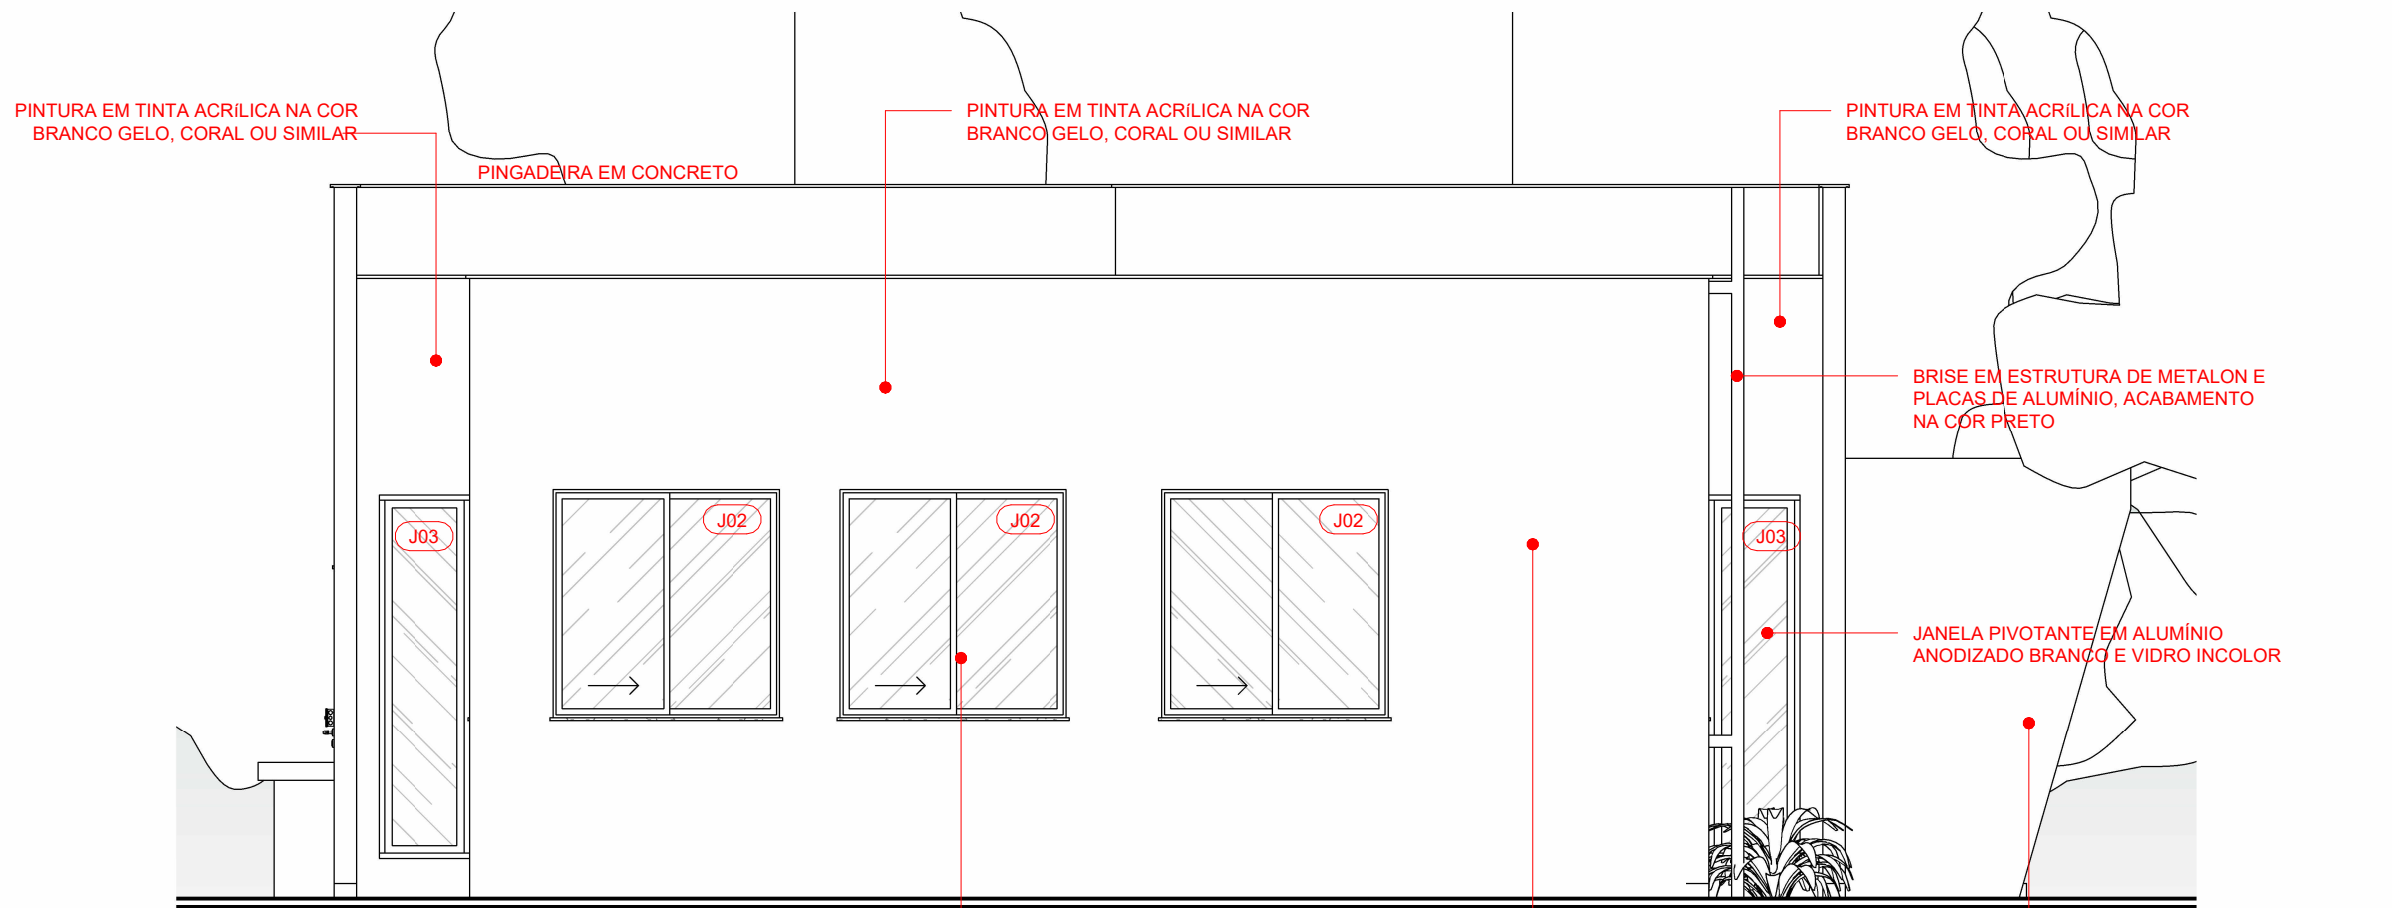 PINTURA EM TINTA ACRíLICA NA COR
BRANCO GELO, CORAL OU SIMILAR
PINTURA EM TINTA ACRíLICA NA COR
BRANCO GELO, CORAL OU SIMILAR
PINTURA EM TINTA ACRíLICA NA COR
BRANCO GELO, CORAL OU SIMILAR
PINGADEIRA EM CONCRETO
BRISE EM ESTRUTURA DE METALON E
PLACAS DE ALUMÍNIO, ACABAMENTO
NA COR PRETO
J03
J02
J02
J02
J03
JANELA PIVOTANTE EM ALUMÍNIO
ANODIZADO BRANCO E VIDRO INCOLOR